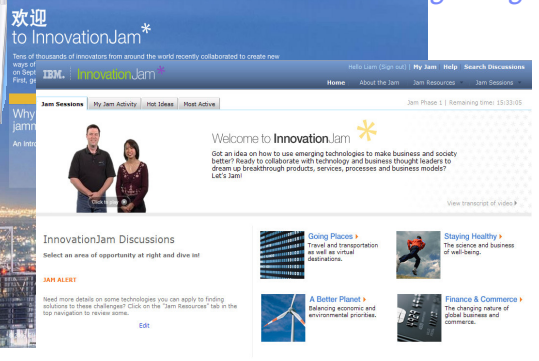 欢迎
to InnovationJam*
Tens of thousands of innovators from around the world recently collaborated to create new
ways of
on Sept
First, ge
Why
jamm
An Intro
IBM. | InnovationJam*
Hello Liam (Sign out) | My Jam Help Search Discussions
Home About the Jam Jam Resources Jam Sessions
Jam Sessions My Jam Activity Hot Ideas Most Active
Jam Phase 1 | Remaining time: 15:33:05
Click to play
Welcome to InnovationJam
Got an idea on how to use emerging technologies to make business and society
better? Ready to collaborate with technology and business thought leaders to
dream up breakthrough products, services, processes and business models?
Let's Jam!
View transcript of video
InnovationJam Discussions
Select an area of opportunity at right and dive in!
JAM ALERT
Need more details on some technologies you can apply to finding
solutions to these challenges? Click on the "Jam Resources" tab in the
top navigation to review some.
Edit
Going Places
Travel and transportation
as well as virtual
destinations.
Staying Healthy
The science and business
of well-being.
A Better Planet
Balancing economic and
environmental priorities.
Finance & Commerce
The changing nature of
global business and
commerce.